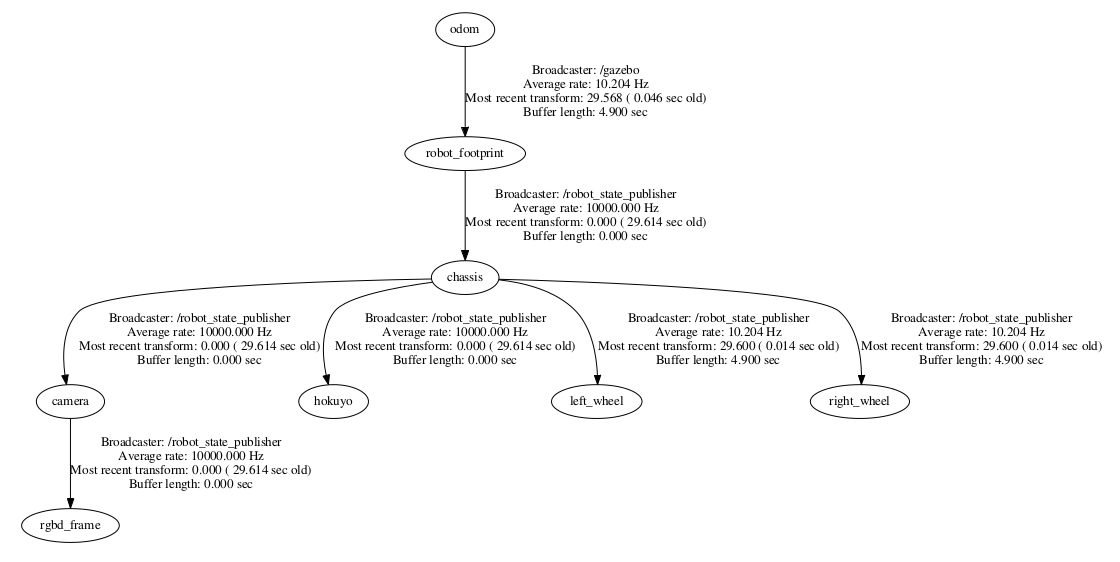 odom
Broadcaster: /gazebo
Average rate: 10.204 Hz
Most recent transform: 29.568 ( 0.046 sec old)
Buffer length: 4.900 sec
robot_footprint
Broadcaster: /robot_state_publisher
Average rate: 10000.000 Hz
Most recent transform: 0.000 ( 29.614 sec old)
Buffer length: 0.000 sec
chassis
Broadcaster: /robot_state_publisher
Average rate: 10000.000 Hz
Most recent transform: 0.000 ( 29.614 sec old)
Buffer length: 0.000 sec
Broadcaster: /robot_state_publisher
Average rate: 10000.000 Hz
Most recent transform: 0.000 ( 29.614 sec old)
Buffer length: 0.000 sec
Broadcaster: /robot_state_publisher
Average rate: 10.204 Hz
Most recent transform: 29.600 ( 0.014 sec old)
Buffer length: 4.900 sec
Broadcaster: /robot_state_publisher
Average rate: 10.204 Hz
Most recent transform: 29.600 ( 0.014 sec old)
Buffer length: 4.900 sec
camera
hokuyo
left_wheel
right_wheel
Broadcaster: /robot_state_publisher
Average rate: 10000.000 Hz
Most recent transform: 0.000 ( 29.614 sec old)
Buffer length: 0.000 sec
rgbd_frame